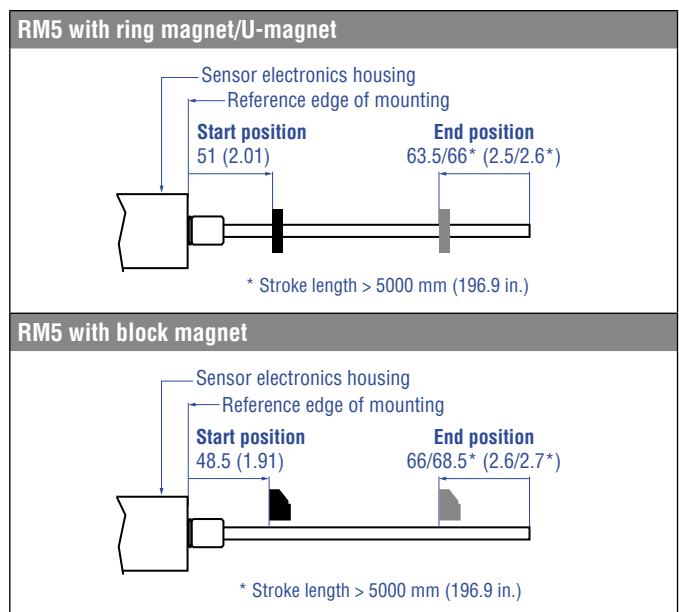 RM5 with ring magnet/U-magnet
Sensor electronics housing
Reference edge of mounting
Start position End position
51 (2.01) 63.5/66* (2.5/2.6*)
* Stroke length > 5000 mm (196.9 in.)
RM5 with block magnet
Sensor electronics housing
Reference edge of mounting
Start position End position
48.5 (1.91) 66/68.5* (2.6/2.7*)
* Stroke length > 5000 mm (196.9 in.)